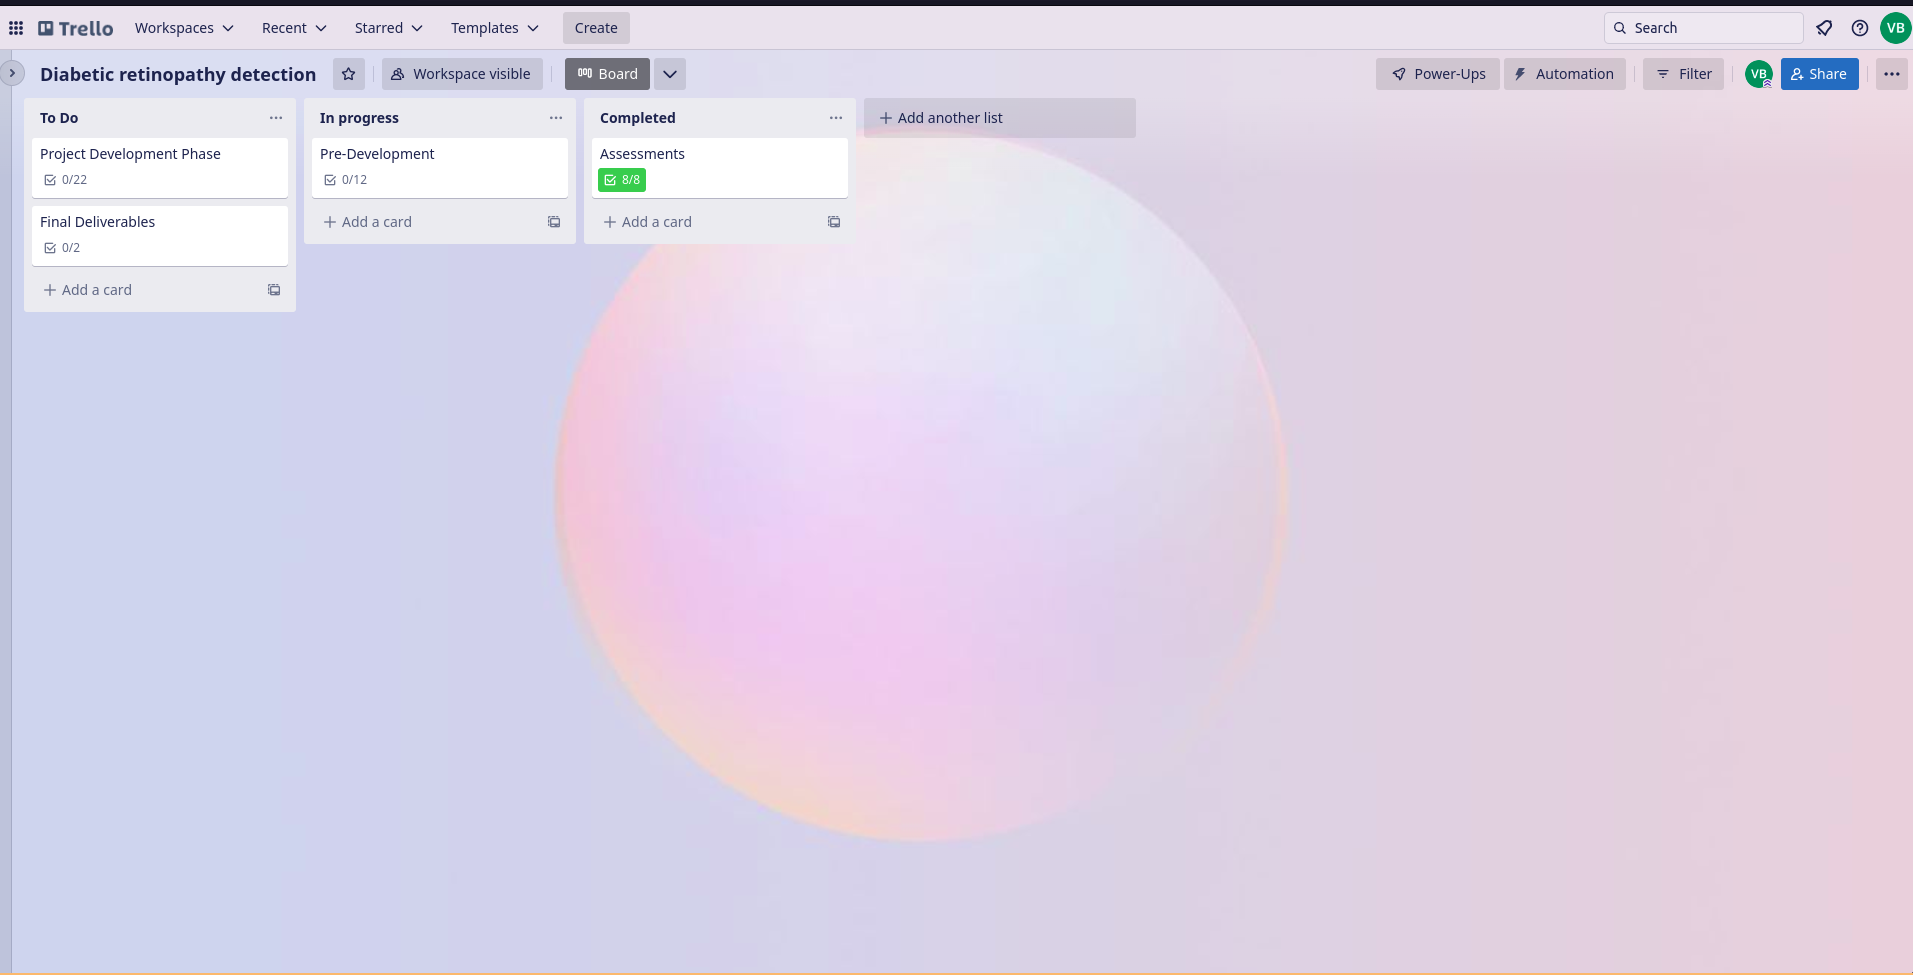 Trello
Workspaces
Recent
Starred
Templates
Create
Search
VB
Diabetic retinopathy detection
Workspace visible
Board
Power-Ups
Automation
Filter
VB
Share
To Do
Project Development Phase
0/22
Final Deliverables
0/2
Add a card
In progress
Pre-Development
0/12
Add a card
Completed
Assessments
8/8
Add a card
Add another list